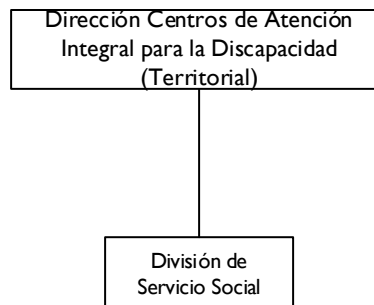 Dirección Centros de Atención
Integral para la Discapacidad
(Territorial)
División de
Servicio Social